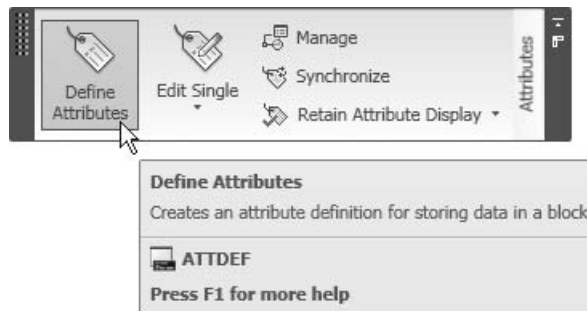 Define
Attributes
Edit Single
Manage
Synchronize
Retain Attribute Display
Attributes
Define Attributes
Creates an attribute definition for storing data in a block
ATTDEF
Press F1 for more help